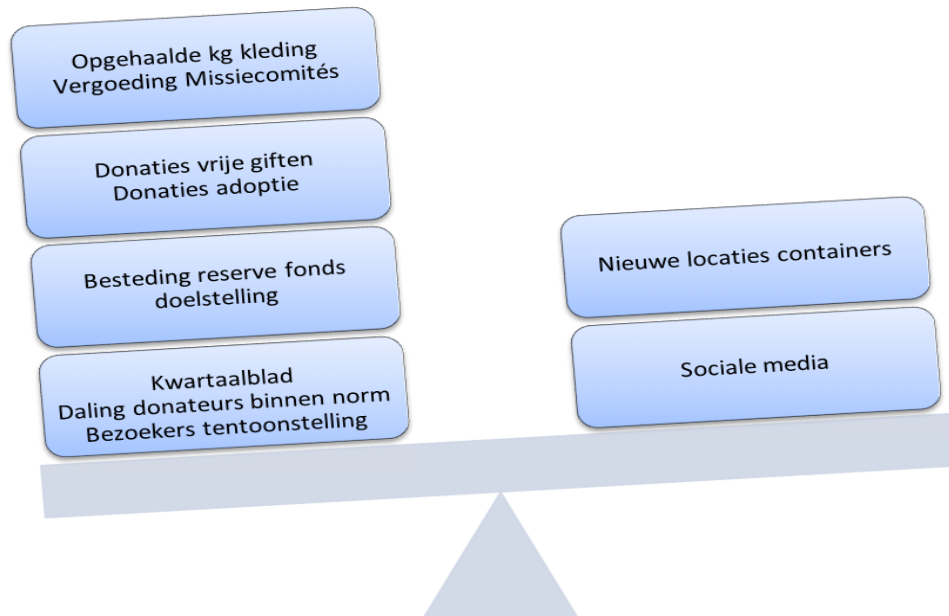 Opgehaalde kg kleding
Vergoeding Missiecomités
Donaties vrije giften
Donaties adoptie
Besteding reserve fonds
doelstelling
Kwartaalblad
Daling donateurs binnen norm
Bezoekers tentoonstelling
Nieuwe locaties containers
Sociale media